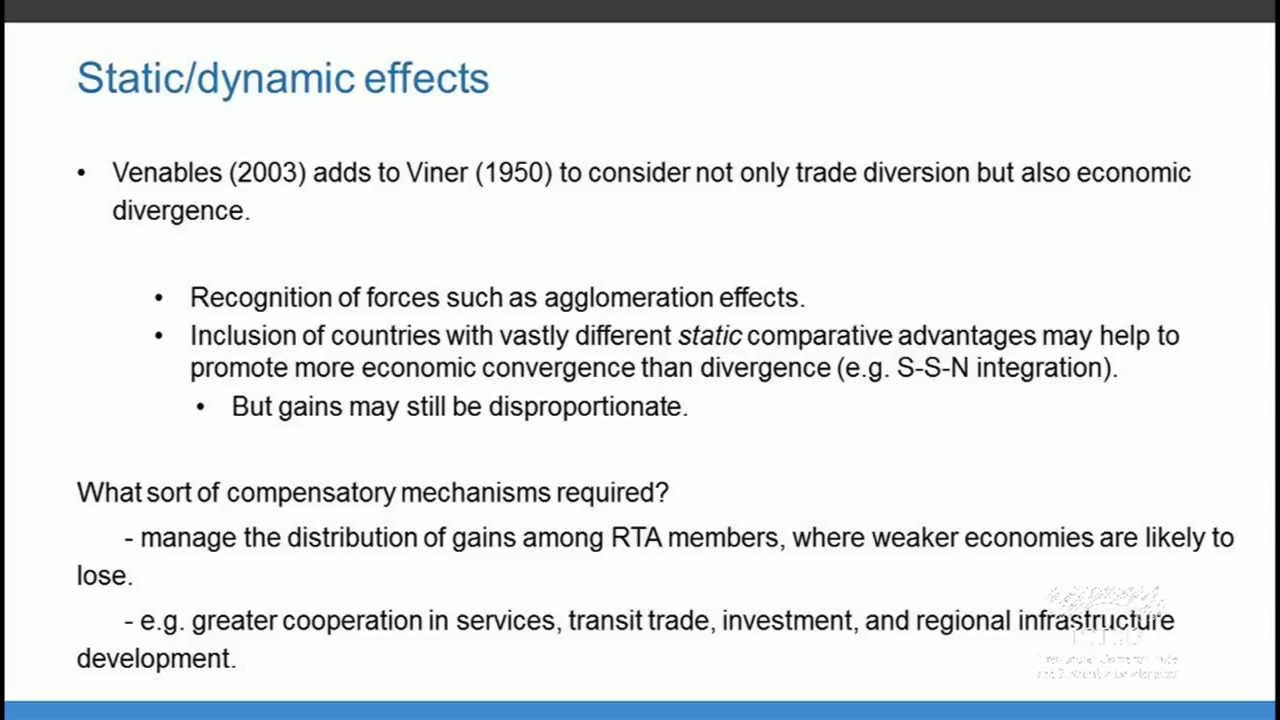 Static/dynamic effects
• Venables (2003) adds to Viner (1950) to consider not only trade diversion but also economic
divergence.
• Recognition of forces such as agglomeration effects.
• Inclusion of countries with vastly different static comparative advantages may help to
promote more economic convergence than divergence (e.g. S-S-N integration).
• But gains may still be disproportionate.
What sort of compensatory mechanisms required?
- manage the distribution of gains among RTA members, where weaker economies are likely to
lose.
- e.g. greater cooperation in services, transit trade, investment, and regional infrastructure
development.